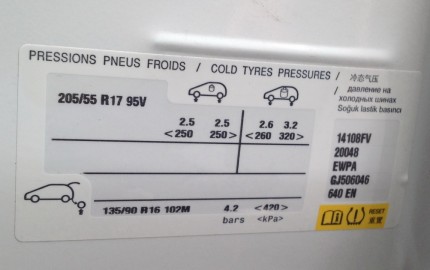 PRESSIONS PNEUS FROIDS / COLD TYRES PRESSURES / 冷态气压
давление на
холодных шинах
Soğuk lastik basıncı
205/55 R17 95V
2.5 2.5 2.6 3.2
<250 250> <260 320>
14108FV
20048
EWPA
GJ506046
640 EN
135/90 R16 102M 4.2 <420>
bars <kPa>
RESET